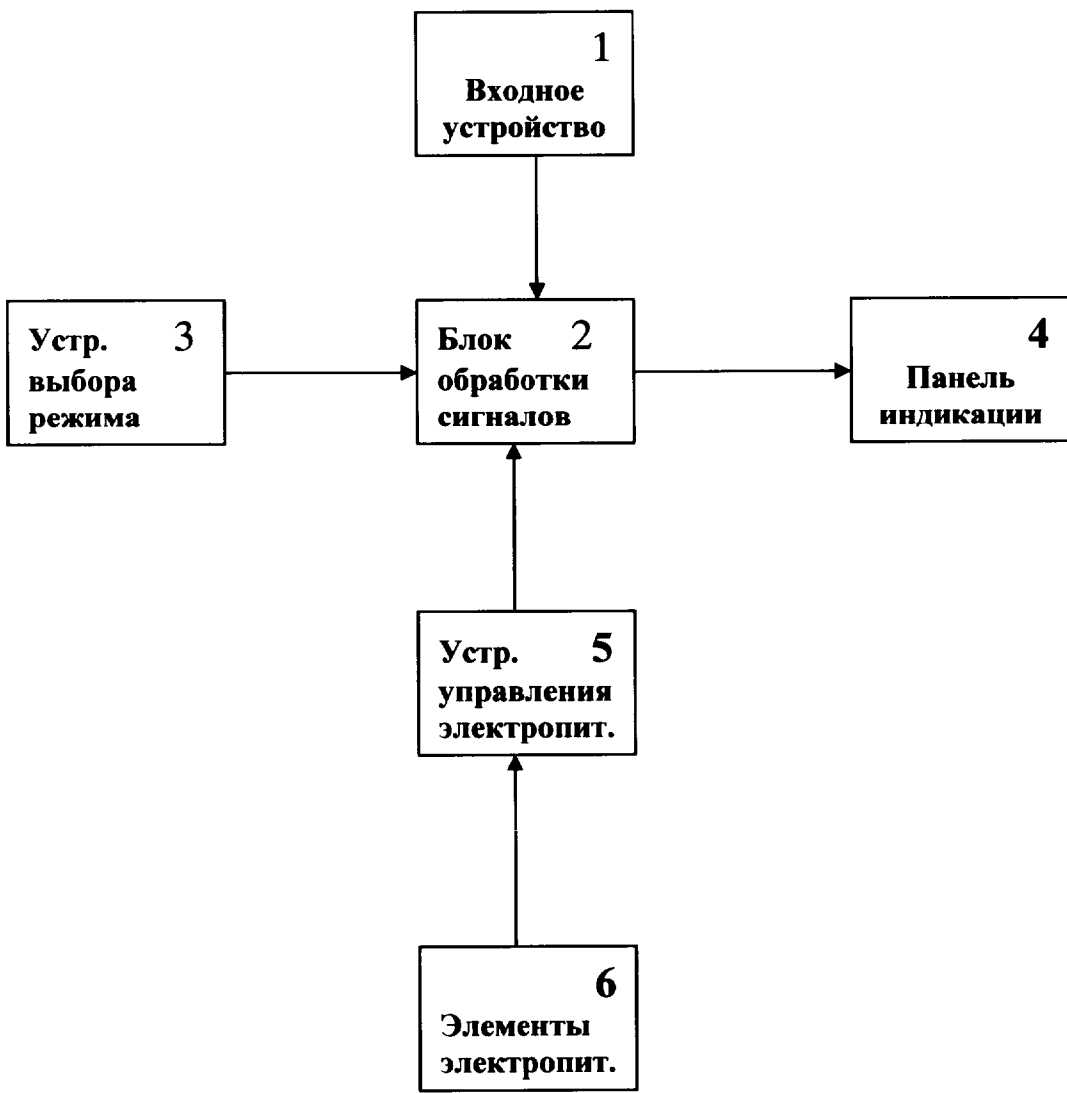 1
Входное
устройство
Устр. 3
выбора
режима
Блок 2
обработки
сигналов
4
Панель
индикации
Устр. 5
управления
электропит.
6
Элементы
электропит.